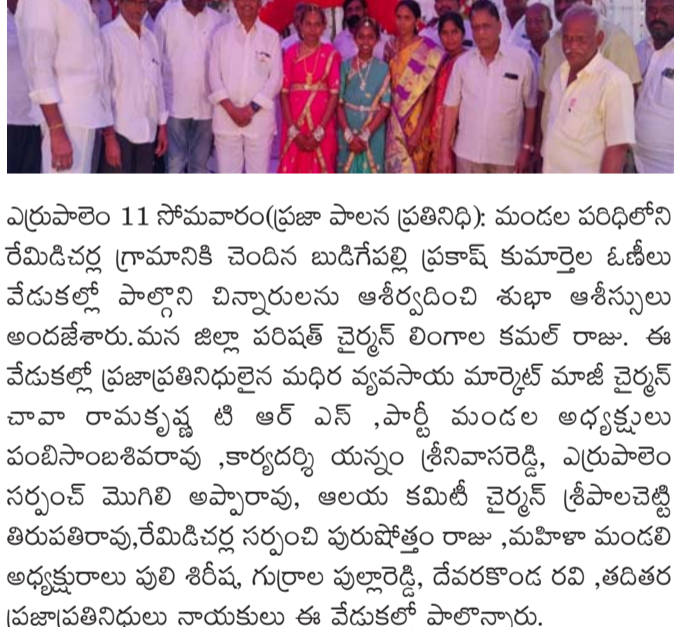 ఎర్రుపాలెం 11 సోమవారం(ప్రజా పాలన ప్రతినిధి): మండల పరిధిలోని
రేమిడిచర్ల గ్రామానికి చెందిన బుడిగేపల్లి ప్రకాష్ కుమార్తెల ఓణీలు
వేడుకల్లో పాల్గొని చిన్నారులను ఆశీర్వదించి శుభా ఆశీస్సులు
అందజేశారు.మన జిల్లా పరిషత్ చైర్మన్ లింగాల కమల్ రాజు. ఈ
వేడుకల్లో ప్రజాప్రతినిధులైన మధిర వ్యవసాయ మార్కెట్ మాజీ చైర్మన్
చావా రామకృష్ణ టి ఆర్ ఎస్ ,పార్టీ మండల అధ్యక్షులు
పంబిసాంబశివరావు ,కార్యదర్శి యన్నం శ్రీనివాసరెడ్డి, ఎర్రుపాలెం
సర్పంచ్ మొగిలి అప్పారావు, ఆలయ కమిటీ చైర్మన్ శ్రీపాలచెట్టి
తిరుపతిరావు,రేమిడిచర్ల సర్పంచి పురుషోత్తం రాజు ,మహిళా మండలి
అధ్యక్షురాలు పులి శిరీష, గుర్రాల పుల్లారెడ్డి, దేవరకొండ రవి ,తదితర
ప్రజాప్రతినిధులు నాయకులు ఈ వేడుకలో పాల్గొన్నారు.